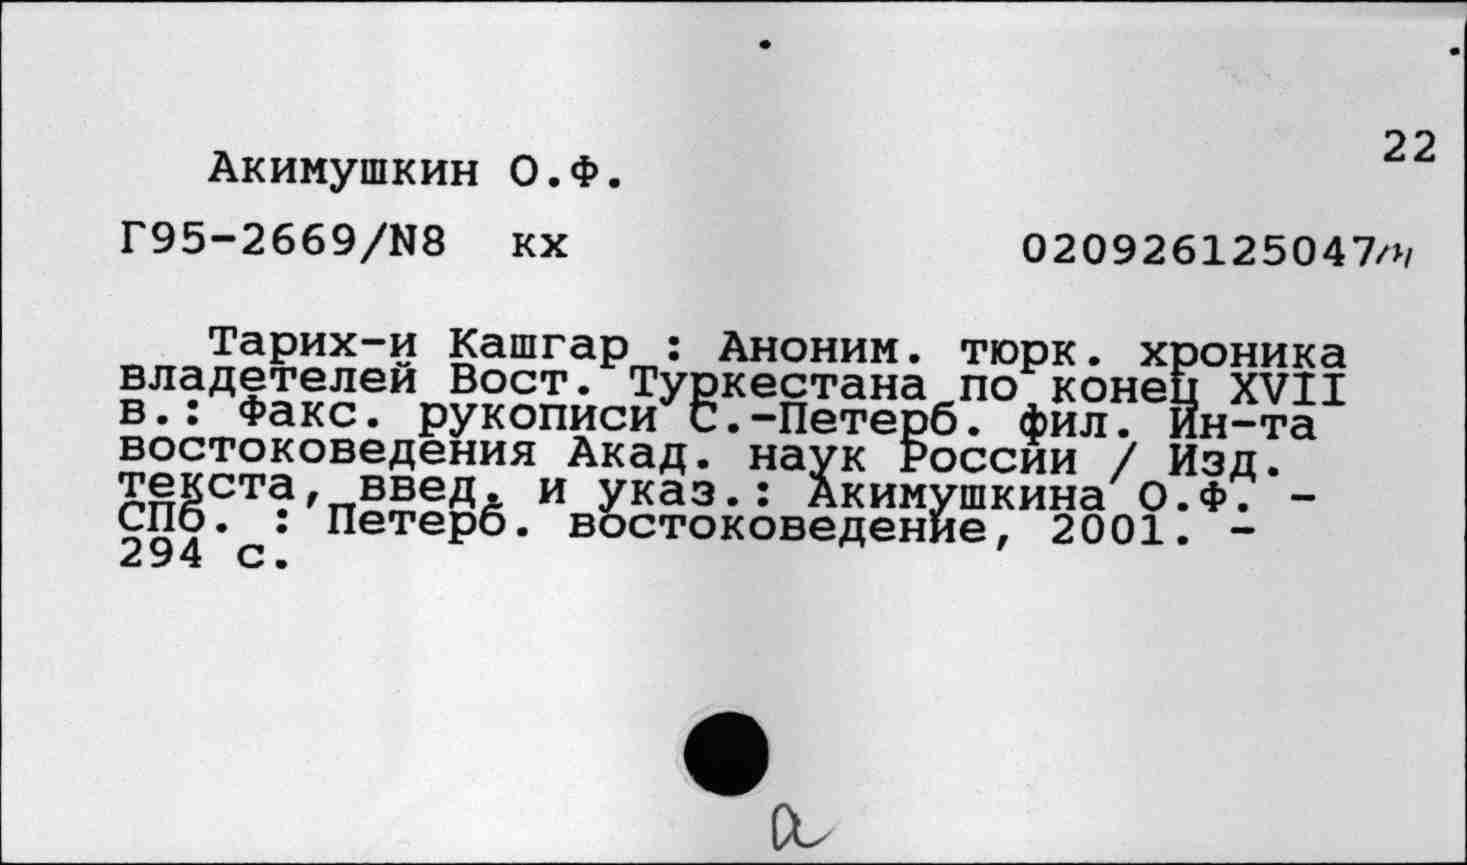 22
Акимушкин О.Ф.
Г95-2669/N8 кх 020926125047
Тарих-и Кашгар : Аноним. тюрк. хроника
владетелей Вост. Туркестана по конец XVII
в.: Факс. рукописи С.-Петерб. фил. Ин-та
востоковедения Акад. наук России / Изд.
текста, введ. и указ.: Акимушкина О.Ф. -
СПб. : Петерб. востоковедение, 2001. -
294 с.